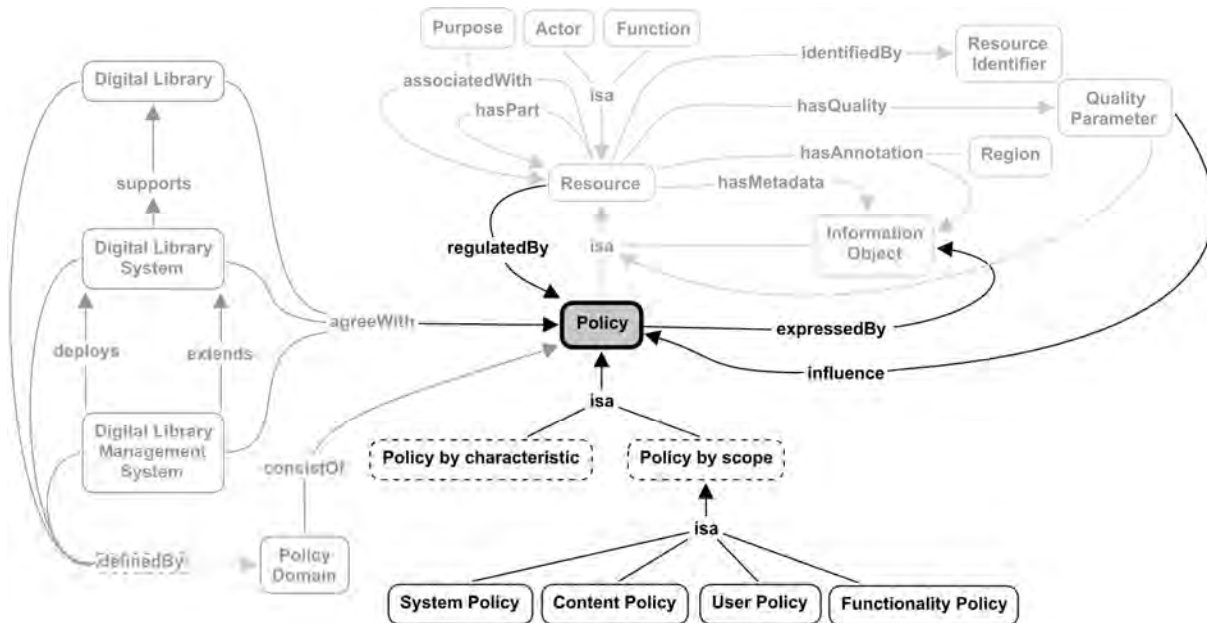 Purpose
Actor
Function
identifiedBy
Resource
Identifier
Digital Library
associatedWith
isa
hasPart
hasQuality
Quality
Parameter
hasAnnotation
Region
supports
Resource
hasMetadata
Digital Library
System
regulatedBy
isa
Information
Object
agreeWith
Policy
expressedBy
deploys
extends
influence
isa
Digital Library
Management
System
Policy by characteristic
Policy by scope
consistOf
isa
definedBy
Policy
Domain
System Policy
Content Policy
User Policy
Functionality Policy